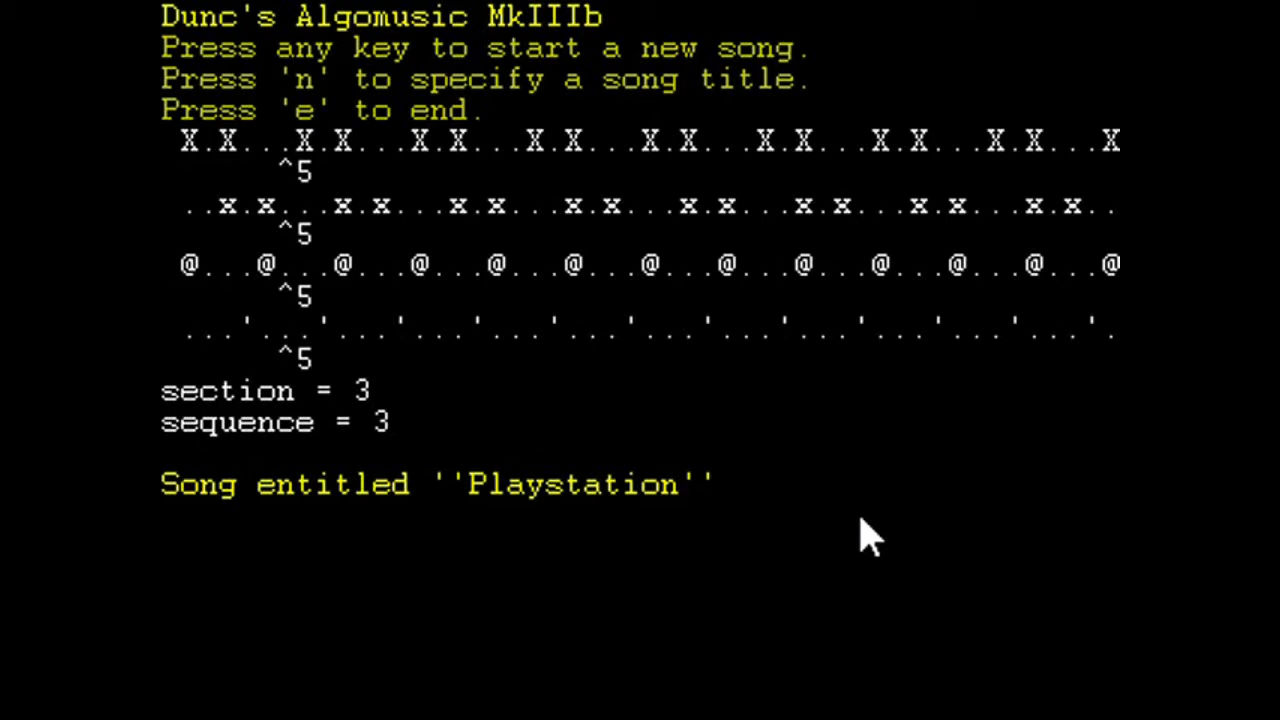 Dunc's Algomusic MkIIIb
Press any key to start a new song.
Press 'n' to specify a song title.
Press 'e' to end.
X.X...X.X...X.X...X.X...X.X...X.X...X.X...X.X...X
^5
..x.x...x.x...x.x...x.x...x.x...x.x...x.x...x.x..
^5
@...@...@...@...@...@...@...@...@...@...@...@...@
^5
...'...'...'...'...'...'...'...'...'...'...'...'.
^5
section = 3
sequence = 3
Song entitled ''Playstation''